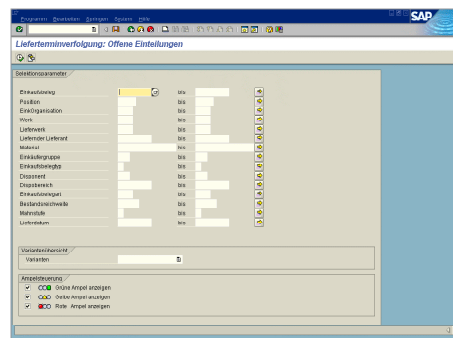 Programm Bearbeiten Springen System Hilfe
SAP
Lieferterminverfolgung: Offene Einteilungen
Selektionsparameter
Einkaufsbeleg bis
Position bis
EinkOrganisation bis
Werk bis
Lieferwerk bis
Liefernder Lieferant bis
Material bis
Einkäufergruppe bis
Einkaufsbelegtyp bis
Disponent bis
Dispobereich bis
Einkaufsbelegart bis
Bestandsreichweite bis
Mahnstufe bis
Lieferdatum bis
Variantenübersicht
Varianten
Ampelsteuerung
Grüne Ampel anzeigen
Gelbe Ampel anzeigen
Rote Ampel anzeigen